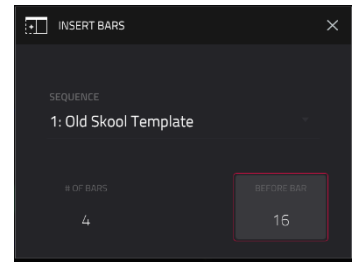 INSERT BARS
SEQUENCE
1: Old Skool Template
# OF BARS
BEFORE BAR
4
16